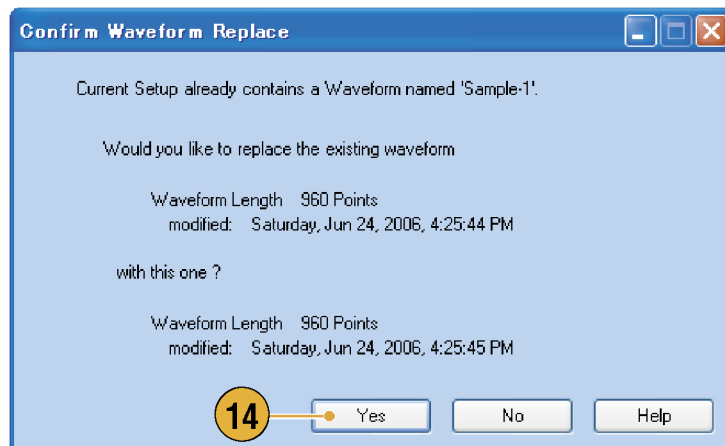 Confirm Waveform Replace
Current Setup already contains a Waveform named 'Sample-1'.
Would you like to replace the existing waveform
Waveform Length 960 Points
modified: Saturday, Jun 24, 2006, 4:25:44 PM
with this one ?
Waveform Length 960 Points
modified: Saturday, Jun 24, 2006, 4:25:45 PM
14 Yes No Help